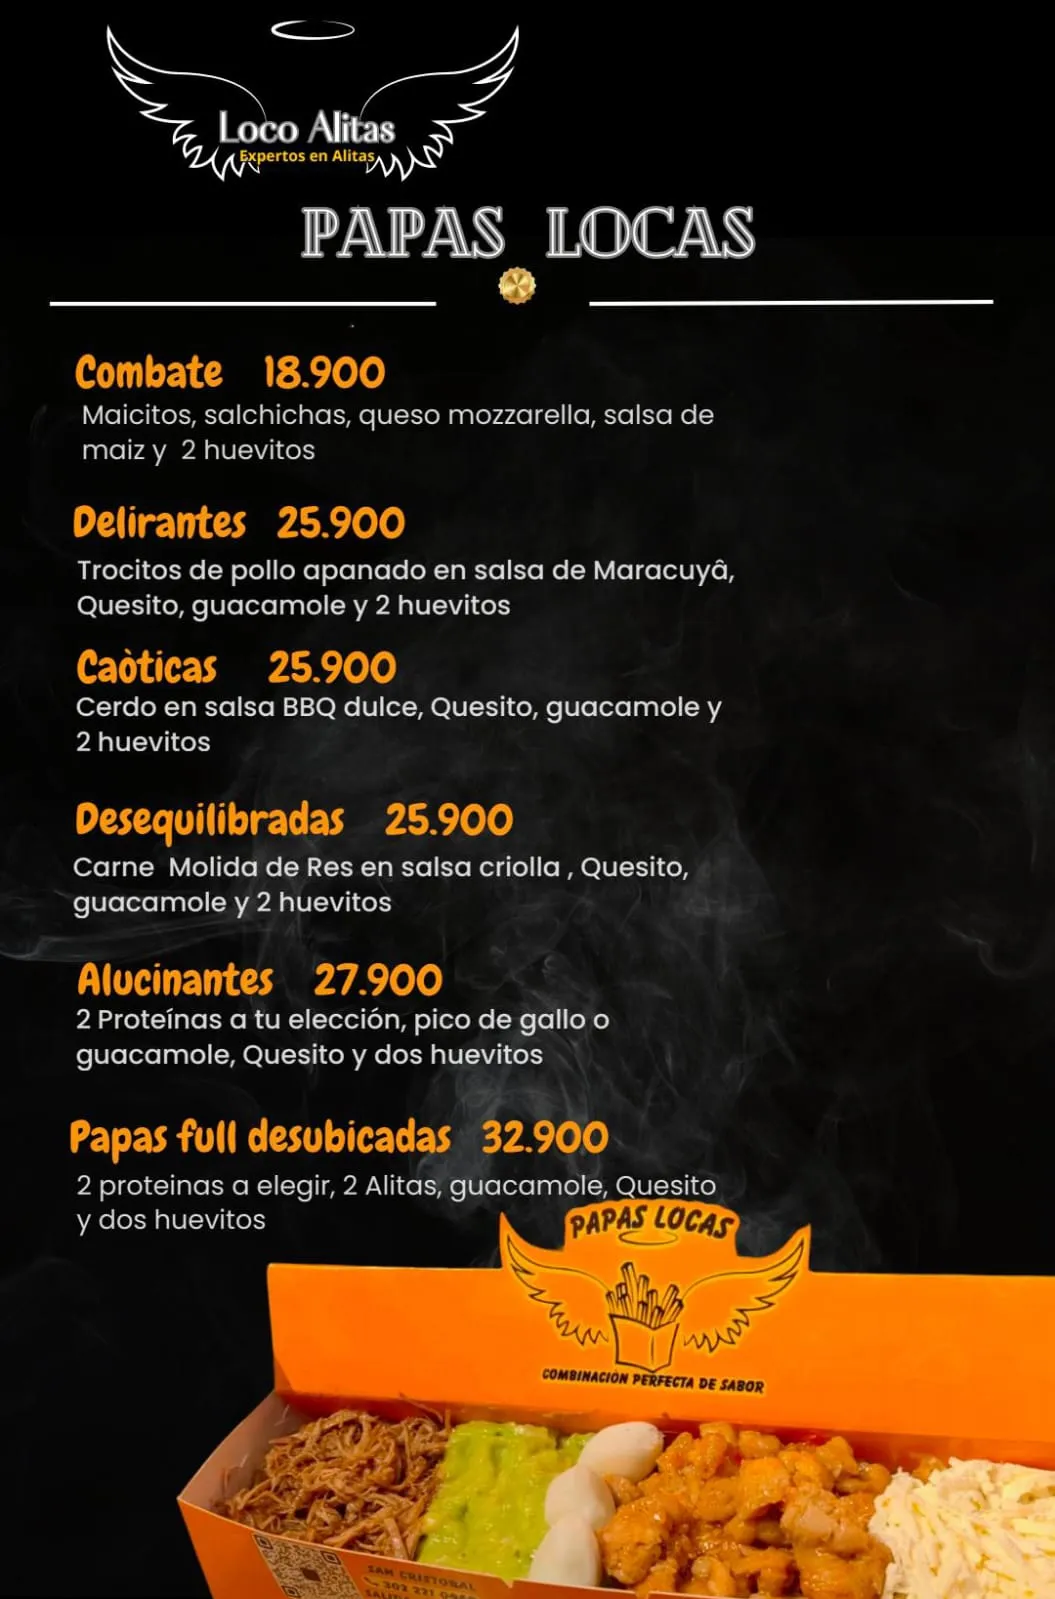 Loco Alitas
Expertos en Alitas
PAPAS LOCAS
Combate 18.900
Maicitos, salchichas, queso mozzarella, salsa de
maiz y 2 huevitos
Delirantes 25.900
Trocitos de pollo apanado en salsa de Maracuyâ,
Quesito, guacamole y 2 huevitos
Caòticas 25.900
Cerdo en salsa BBQ dulce, Quesito, guacamole y
2 huevitos
Desequilibradas 25.900
Carne Molida de Res en salsa criolla , Quesito,
guacamole y 2 huevitos
Alucinantes 27.900
2 Proteínas a tu elección, pico de gallo o
guacamole, Quesito y dos huevitos
Papas full desubicadas 32.900
2 proteinas a elegir, 2 Alitas, guacamole, Quesito
y dos huevitos
PAPAS LOCAS
COMBINACIÓN PERFECTA DE SABOR
SAN CRISTOBAL
302 221